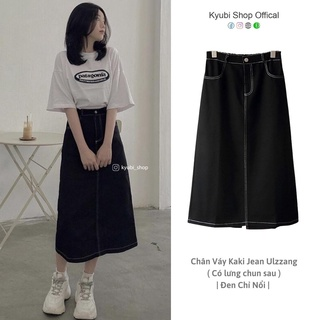 Kyubi Shop Offical
patagonia
kyubi_shop
Chân Váy Kaki Jean Ulzzang
( Có lưng chun sau )
| Đen Chỉ Nổi |